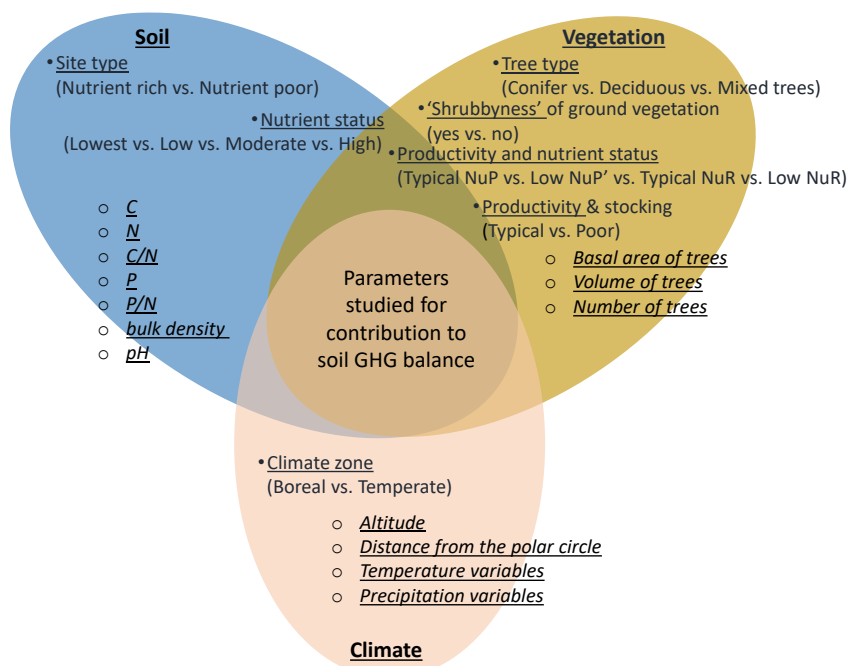 Soil
•Site type
(Nutrient rich vs. Nutrient poor)
•Nutrient status
(Lowest vs. Low vs. Moderate vs. High)
o C
o N
o C/N
o P
o P/N
o bulk density
o pH
Vegetation
•Tree type
(Conifer vs. Deciduous vs. Mixed trees)
•‘Shrubbyness’ of ground vegetation
(yes vs. no)
•Productivity and nutrient status
(Typical NuP vs. Low NuP’ vs. Typical NuR vs. Low NuR)
•Productivity & stocking
(Typical vs. Poor)
o Basal area of trees
o Volume of trees
o Number of trees
Parameters
studied for
contribution to
soil GHG balance
•Climate zone
(Boreal vs. Temperate)
o Altitude
o Distance from the polar circle
o Temperature variables
o Precipitation variables
Climate